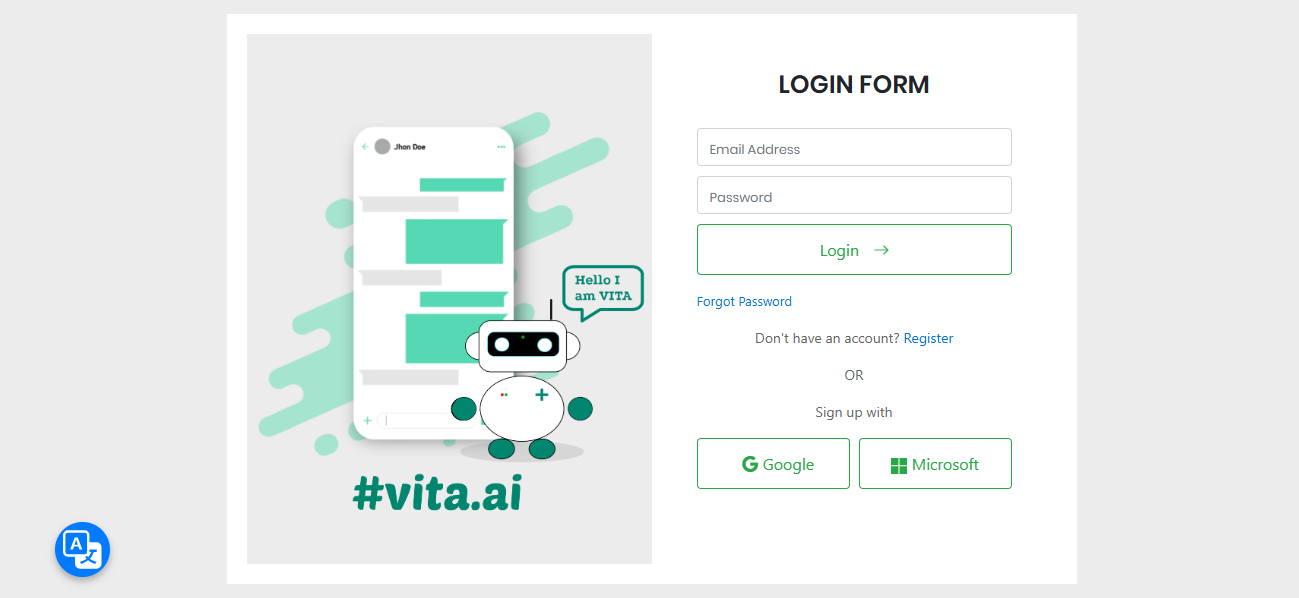 Jhon Doe
Hello I
am VITA
#vita.ai
LOGIN FORM
Email Address
Password
Login
Forgot Password
Don't have an account? Register
OR
Sign up with
Google
Microsoft
A